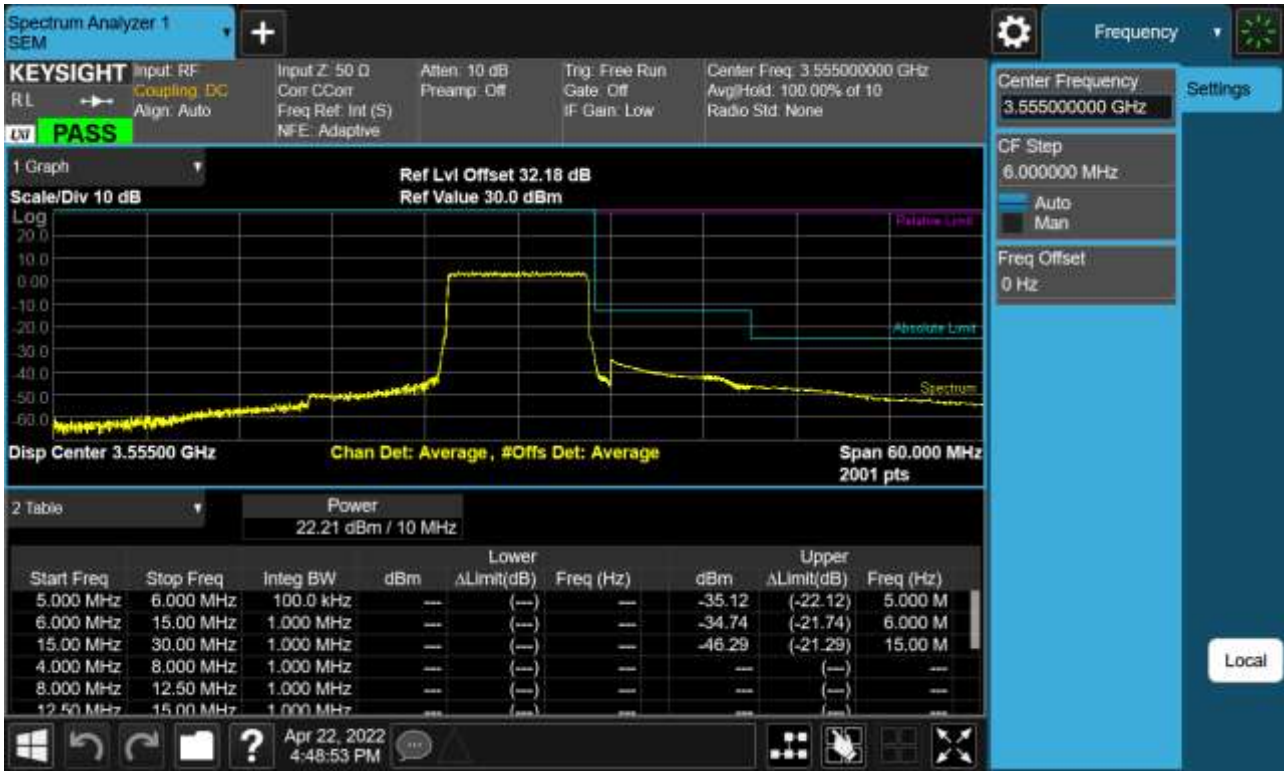 Spectrum Analyzer 1
SEM
Frequency
KEYSIGHT
RL
PASS
Input: RF
Coupling: DC
Align: Auto
Input Z: 50 Ω
Corr CCorr
Freq Ref: Int (S)
NFE: Adaptive
Atten: 10 dB
Preamp: Off
Trig: Free Run
Gate: Off
IF Gain: Low
Center Freq: 3.555000000 GHz
Avg|Hold: 100.00% of 10
Radio Std: None
1 Graph
Scale/Div 10 dB
Ref Lvl Offset 32.18 dB
Ref Value 30.0 dBm
Log
20.0
10.0
0.00
-10.0
-20.0
-30.0
-40.0
-50.0
-60.0
Relative Limit
Absolute Limit
Spectrum
Disp Center 3.55500 GHz
Chan Det: Average, #Offs Det: Average
Span 60.000 MHz
2001 pts
2 Table
Power
22.21 dBm / 10 MHz
Lower Upper
Start Freq Stop Freq Integ BW dBm ΔLimit(dB) Freq (Hz) dBm ΔLimit(dB) Freq (Hz)
5.000 MHz 6.000 MHz 100.0 kHz --- (---) --- -35.12 (-22.12) 5.000 M
6.000 MHz 15.00 MHz 1.000 MHz --- (---) --- -34.74 (-21.74) 6.000 M
15.00 MHz 30.00 MHz 1.000 MHz --- (---) --- -46.29 (-21.29) 15.00 M
4.000 MHz 8.000 MHz 1.000 MHz --- (---) --- --- (---) ---
8.000 MHz 12.50 MHz 1.000 MHz --- (---) --- --- (---) ---
12.50 MHz 15.00 MHz 1.000 MHz --- (---) --- --- (---) ---
Center Frequency
3.555000000 GHz
Settings
CF Step
6.000000 MHz
Auto
Man
Freq Offset
0 Hz
Local
?
Apr 22, 2022
4:48:53 PM